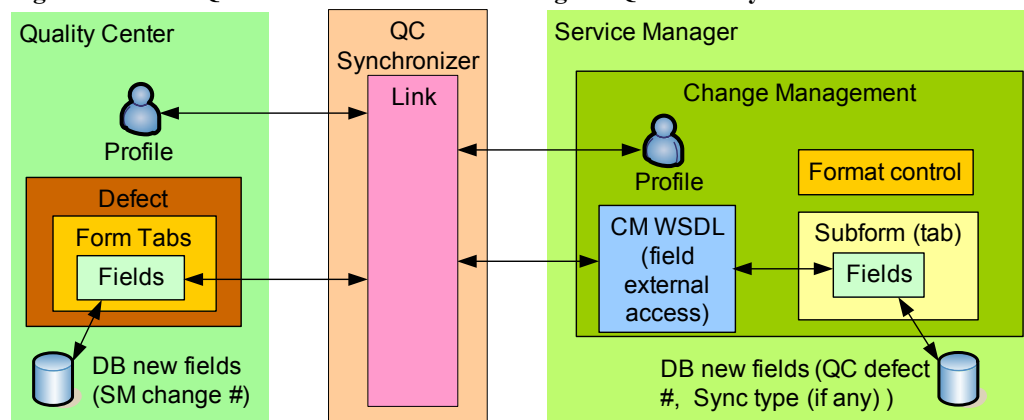 Quality Center
Profile
Defect
Form Tabs
Fields
DB new fields
(SM change #)
QC
Synchronizer
Link
Service Manager
Change Management
Profile
Format control
CM WSDL
(field
external
access)
Subform (tab)
Fields
DB new fields (QC defect
#, Sync type (if any) )